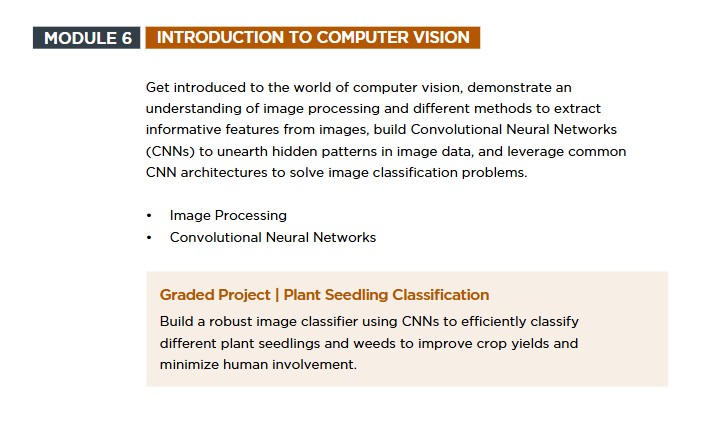 MODULE 6 INTRODUCTION TO COMPUTER VISION
Get introduced to the world of computer vision, demonstrate an
understanding of image processing and different methods to extract
informative features from images, build Convolutional Neural Networks
(CNNs) to unearth hidden patterns in image data, and leverage common
CNN architectures to solve image classification problems.
• Image Processing
• Convolutional Neural Networks
Graded Project | Plant Seedling Classification
Build a robust image classifier using CNNs to efficiently classify
different plant seedlings and weeds to improve crop yields and
minimize human involvement.